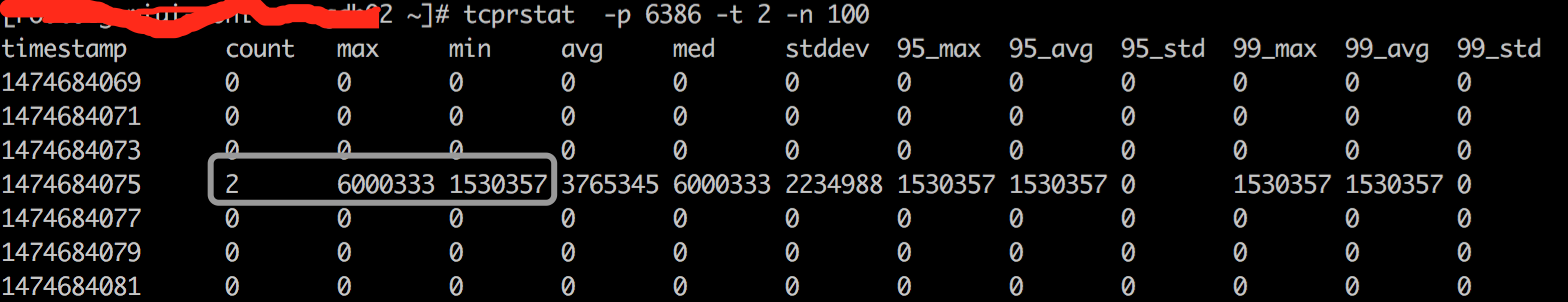 02 ~]# tcprstat -p 6386 -t 2 -n 100
timestamp count max min avg med stddev 95_max 95_avg 95_std 99_max 99_avg 99_std
1474684069 0 0 0 0 0 0 0 0 0 0 0 0
1474684071 0 0 0 0 0 0 0 0 0 0 0 0
1474684073 0 0 0 0 0 0 0 0 0 0 0 0
1474684075 2 6000333 1530357 3765345 6000333 2234988 1530357 1530357 0 1530357 1530357 0
1474684077 0 0 0 0 0 0 0 0 0 0 0 0
1474684079 0 0 0 0 0 0 0 0 0 0 0 0
1474684081 0 0 0 0 0 0 0 0 0 0 0 0